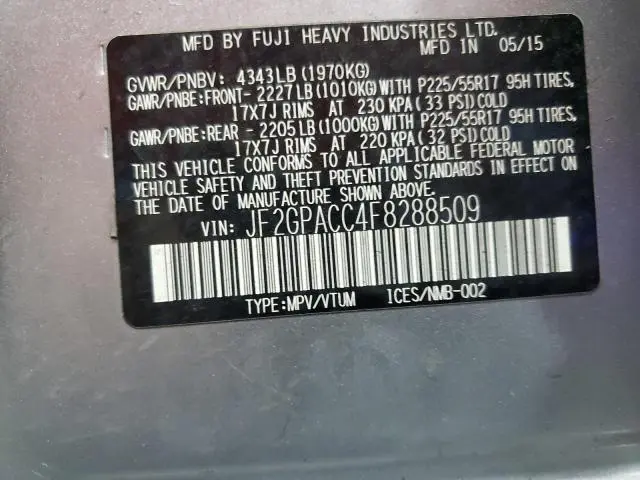 MFD BY FUJI HEAVY INDUSTRIES LTD.
MFD IN 05/15
GVWR/PNBV: 4343LB (1970KG)
GAWR/PNBE:FRONT- 2227LB (1010KG) WITH P225/55R17 95H TIRES,
17X7J RIMS AT 230 KPA (33 PSI) COLD
GAWR/PNBE:REAR - 2205LB (1000KG) WITH P225/55R17 95H TIRES,
17X7J RIMS AT 220 KPA (32 PSI) COLD
THIS VEHICLE CONFORMS TO ALL APPLICABLE FEDERAL MOTOR
VEHICLE SAFETY AND THEFT PREVENTION STANDARDS IN EFFECT ON
THE DATE OF MANUFACTURE SHOWN ABOVE.
VIN: JF2GPACC4F8288509
TYPE:MPV/VTUM ICES/NMB-002